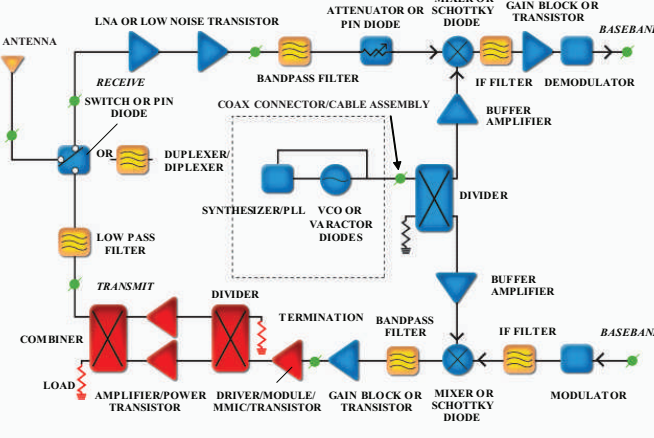 MIXER OR
SCHOTTKY
DIODE
ATTENUATOR OR
PIN DIODE
GAIN BLOCK OR
TRANSISTOR
LNA OR LOW NOISE TRANSISTOR
BASEBAND
ANTENNA
RECEIVE
BANDPASS FILTER
IF FILTER
DEMODULATOR
SWITCH OR PIN
DIODE
COAX CONNECTOR/CABLE ASSEMBLY
BUFFER
AMPLIFIER
OR
DUPLEXER/
DIPLEXER
DIVIDER
SYNTHESIZER/PLL
VCO OR
VARACTOR
DIODES
LOW PASS
FILTER
TRANSMIT
DIVIDER
BUFFER
AMPLIFIER
TERMINATION
BANDPASS
FILTER
IF FILTER
BASEBAND
COMBINER
LOAD
AMPLIFIER/POWER
TRANSISTOR
DRIVER/MODULE/
MMIC/TRANSISTOR
GAIN BLOCK OR
TRANSISTOR
MIXER OR
SCHOTTKY
DIODE
MODULATOR